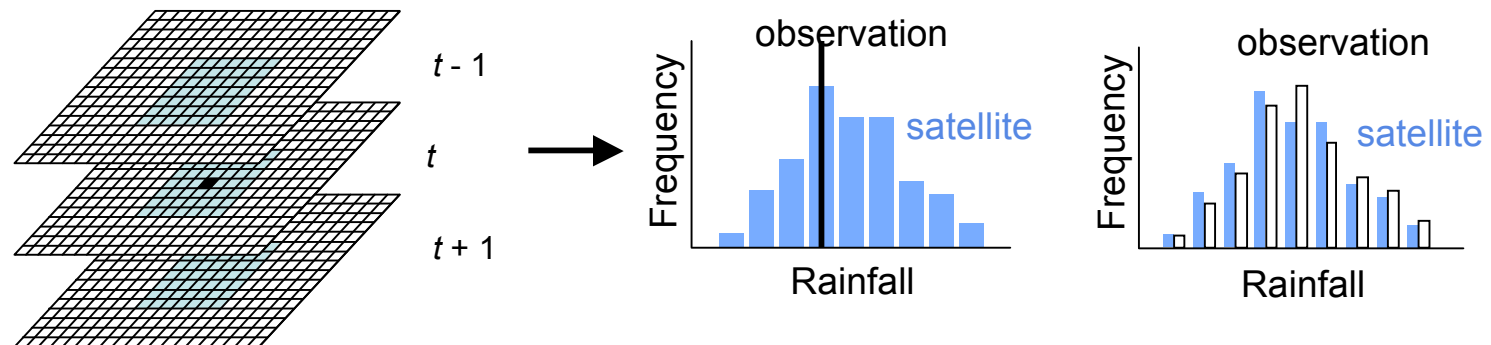 t - 1
t
t + 1
observation
satellite
Frequency
Rainfall
observation
satellite
Frequency
Rainfall